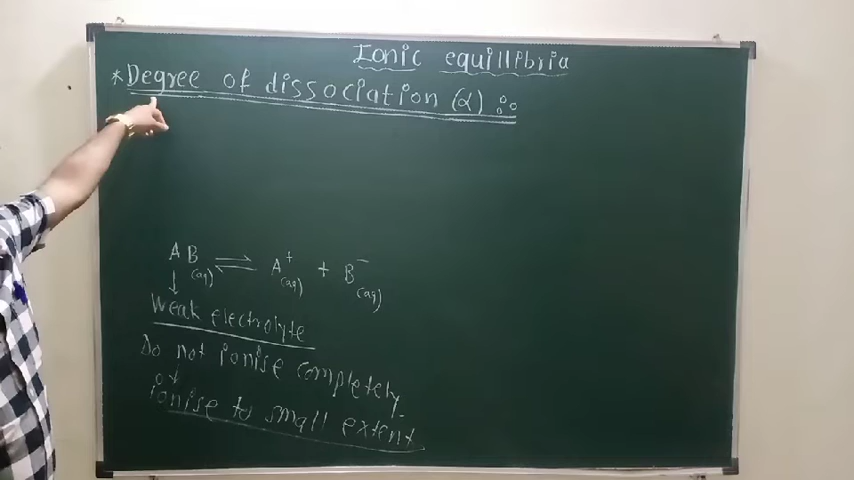 Ionic equilibria
*Degree of dissociation (α) :
AB(aq) ⇌ A⁺(aq) + B⁻(aq)
↓
Weak electrolyte
Do not ionise completely
or
ionise to small extent